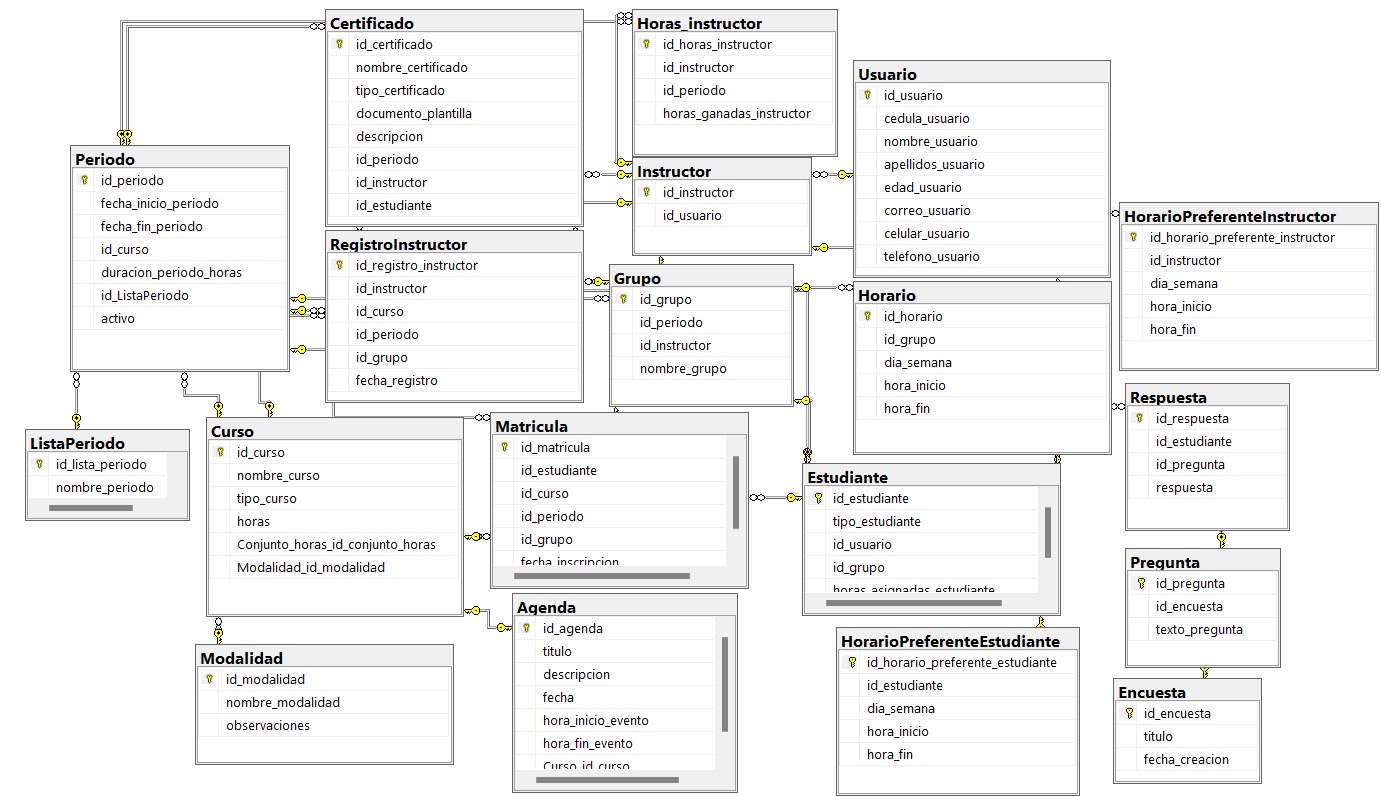 Certificado
id_certificado
nombre_certificado
tipo_certificado
documento_plantilla
descripcion
id_periodo
id_instructor
id_estudiante
Horas_instructor
id_horas_instructor
id_instructor
id_periodo
horas_ganadas_instructor
Usuario
id_usuario
cedula_usuario
nombre_usuario
apellidos_usuario
edad_usuario
correo_usuario
celular_usuario
telefono_usuario
Periodo
id_periodo
fecha_inicio_periodo
fecha_fin_periodo
id_curso
duracion_periodo_horas
id_ListaPeriodo
activo
Instructor
id_instructor
id_usuario
HorarioPreferenteInstructor
id_horario_preferente_instructor
id_instructor
dia_semana
hora_inicio
hora_fin
RegistroInstructor
id_registro_instructor
id_instructor
id_curso
id_periodo
id_grupo
fecha_registro
Grupo
id_grupo
id_periodo
id_instructor
nombre_grupo
Horario
id_horario
id_grupo
dia_semana
hora_inicio
hora_fin
Respuesta
id_respuesta
id_estudiante
id_pregunta
respuesta
ListaPeriodo
id_lista_periodo
nombre_periodo
Curso
id_curso
nombre_curso
tipo_curso
horas
Conjunto_horas_id_conjunto_horas
Modalidad_id_modalidad
Matricula
id_matricula
id_estudiante
id_curso
id_periodo
id_grupo
fecha_inscripcion
Estudiante
id_estudiante
tipo_estudiante
id_usuario
id_grupo
horas_asignadas_estudiante
Pregunta
id_pregunta
id_encuesta
texto_pregunta
Agenda
id_agenda
titulo
descripcion
fecha
hora_inicio_evento
hora_fin_evento
Curso_id_curso
Modalidad
id_modalidad
nombre_modalidad
observaciones
HorarioPreferenteEstudiante
id_horario_preferente_estudiante
id_estudiante
dia_semana
hora_inicio
hora_fin
Encuesta
id_encuesta
titulo
fecha_creacion